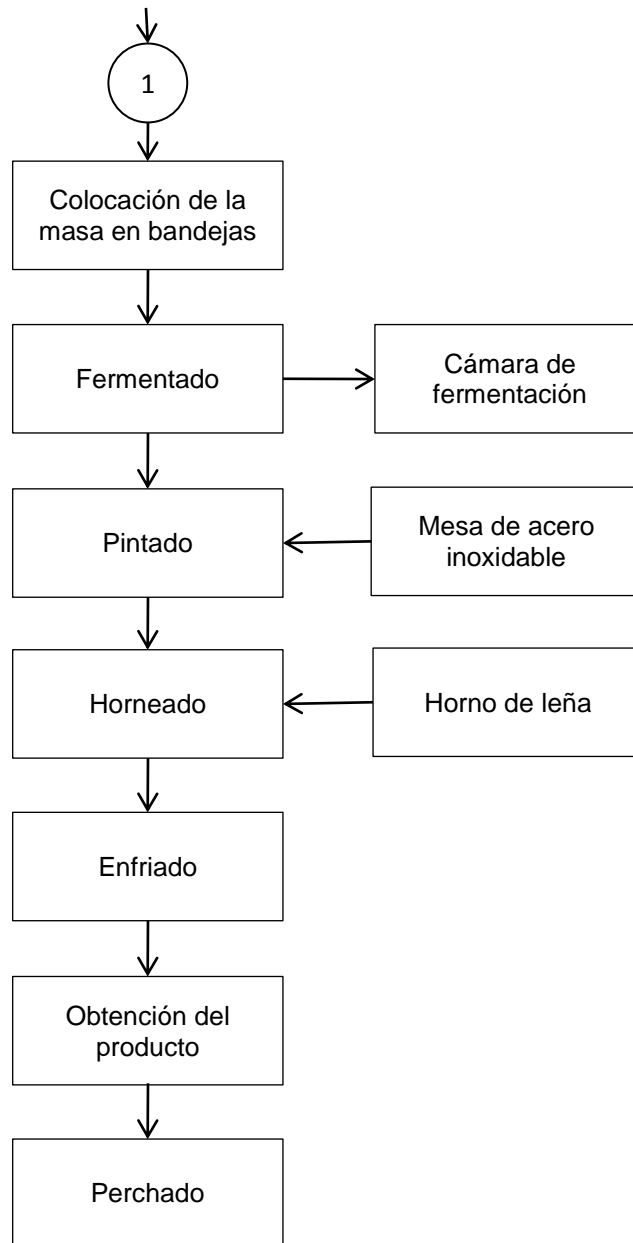 1
Colocación de la
masa en bandejas
Fermentado
Cámara de
fermentación
Pintado
Mesa de acero
inoxidable
Horneado
Horno de leña
Enfriado
Obtención del
producto
Perchado